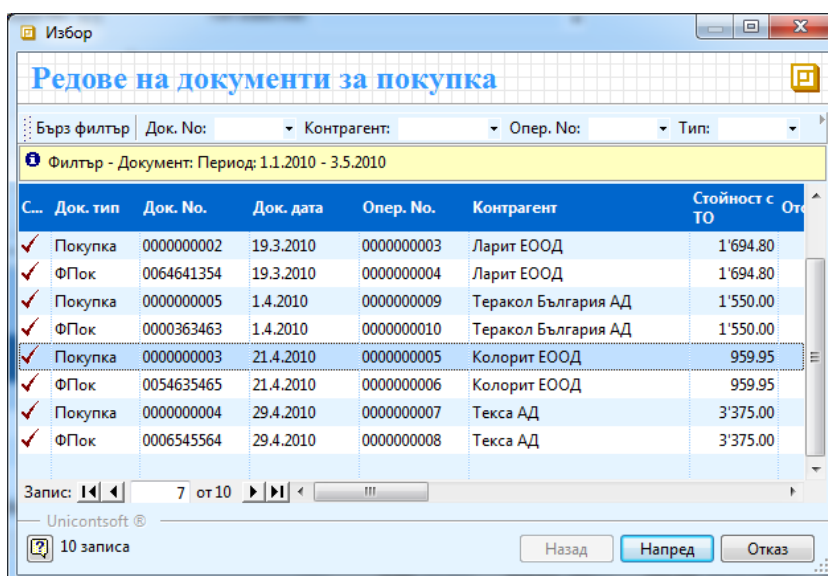 Избор
Редове на документи за покупка
Бърз филтър Док. No: Контрагент: Опер. No: Тип:
Филтър - Документ: Период: 1.1.2010 - 3.5.2010
С... Док. тип Док. No. Док. дата Опер. No. Контрагент Стойност с ТО
Покупка 0000000002 19.3.2010 0000000003 Ларит ЕООД 1'694.80
ФПок 0064641354 19.3.2010 0000000004 Ларит ЕООД 1'694.80
Покупка 0000000005 1.4.2010 0000000009 Теракол България АД 1'550.00
ФПок 0000363463 1.4.2010 0000000010 Теракол България АД 1'550.00
Покупка 0000000003 21.4.2010 0000000005 Колорит ЕООД 959.95
ФПок 0054635465 21.4.2010 0000000006 Колорит ЕООД 959.95
Покупка 0000000004 29.4.2010 0000000007 Текса АД 3'375.00
ФПок 0006545564 29.4.2010 0000000008 Текса АД 3'375.00
Запис: 7 от 10
Unicontsoft ®
10 записа Назад Напред Отказ